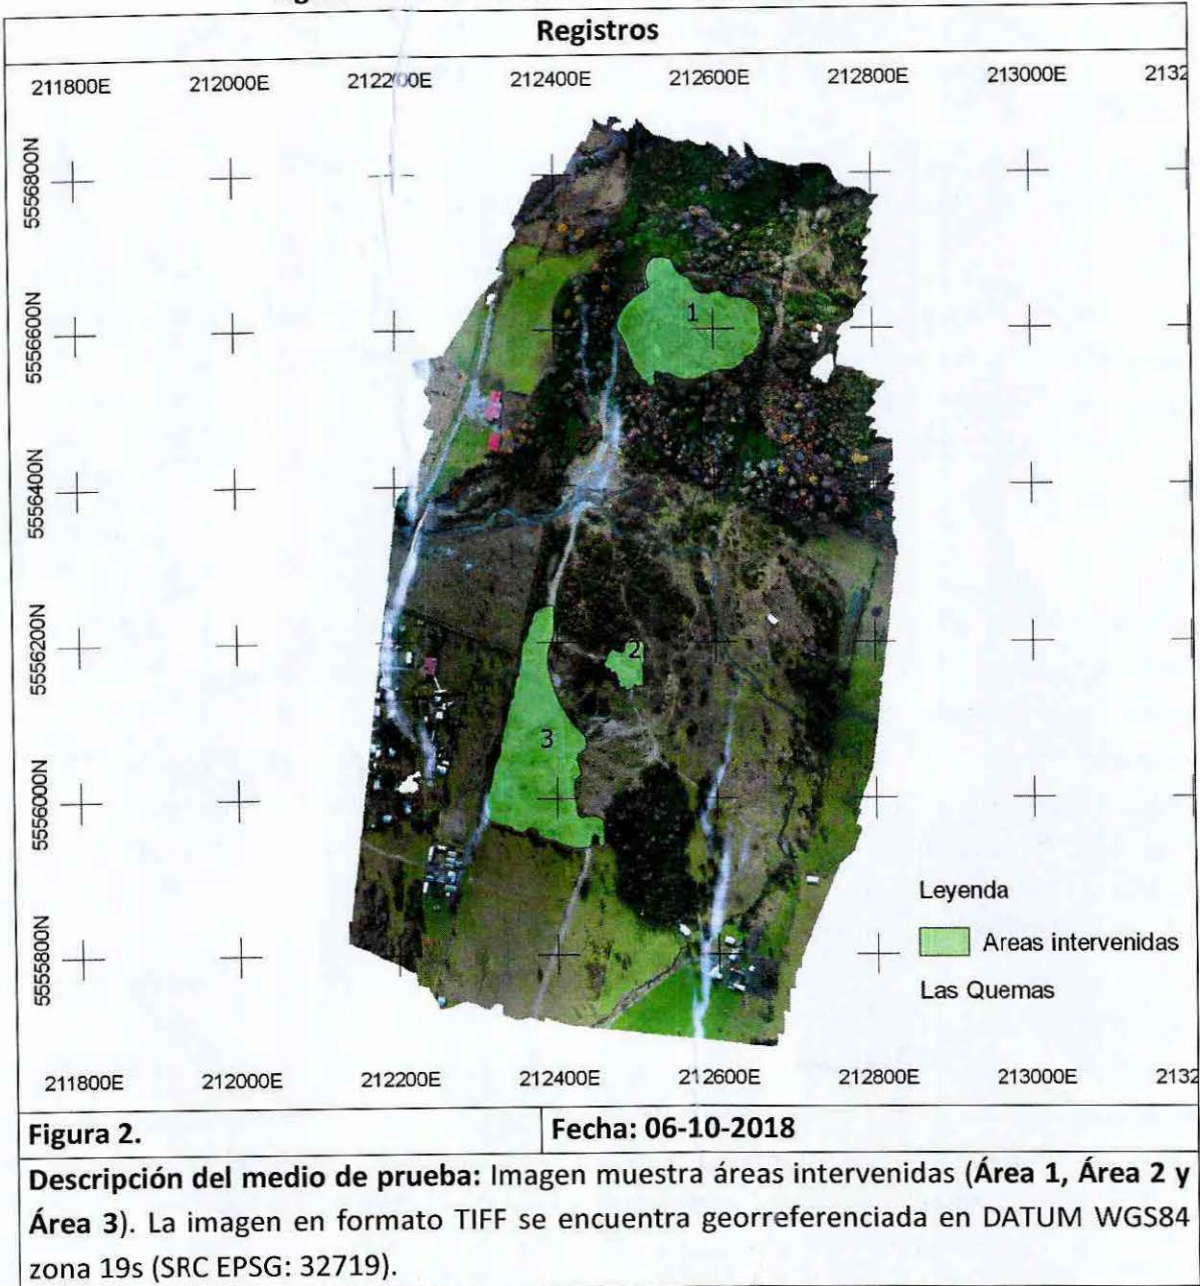 Registros
211800E 212000E 212200E 212400E 212600E 212800E 213000E 2132
5556800N
5556600N
5556400N
5556200N
5556000N
5555800N
1
2
3
Leyenda
Areas intervenidas
Las Quemas
211800E 212000E 212200E 212400E 212600E 212800E 213000E 2132
Figura 2. Fecha: 06-10-2018
Descripción del medio de prueba: Imagen muestra áreas intervenidas (Área 1, Área 2 y
Área 3). La imagen en formato TIFF se encuentra georreferenciada en DATUM WGS84
zona 19s (SRC EPSG: 32719).